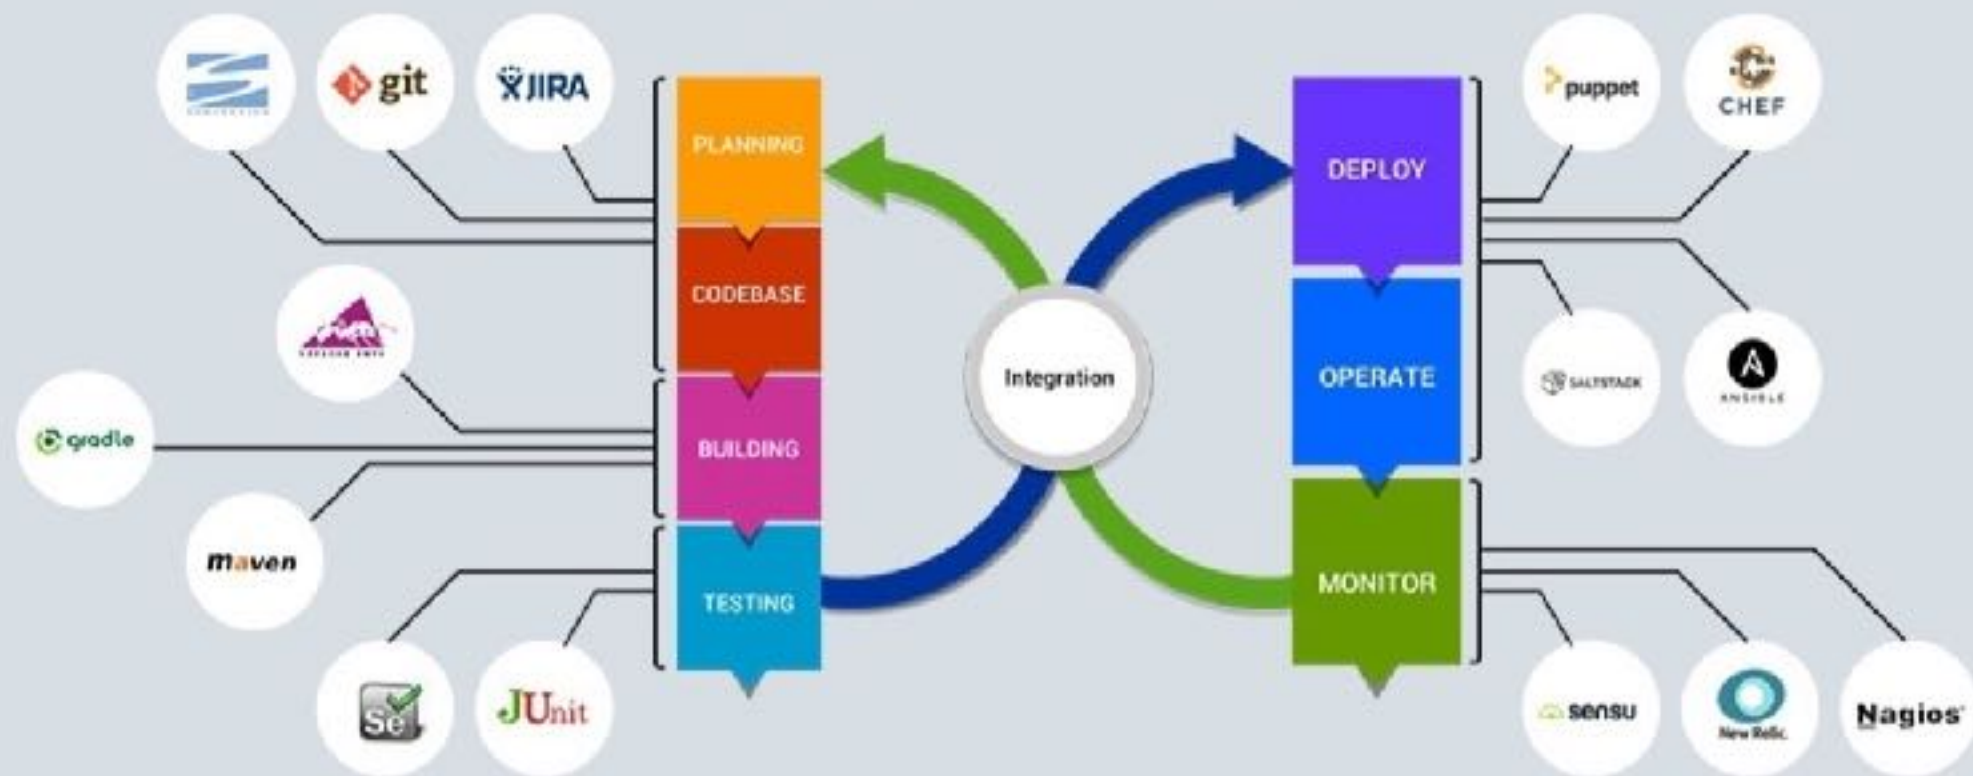 git
JIRA
PLANNING
CODEBASE
BUILDING
TESTING
gradle
maven
Se
JUnit
Integration
DEPLOY
OPERATE
MONITOR
puppet
CHEF
SALTSTACK
ANSIBLE
sensu
New Relic.
Nagios